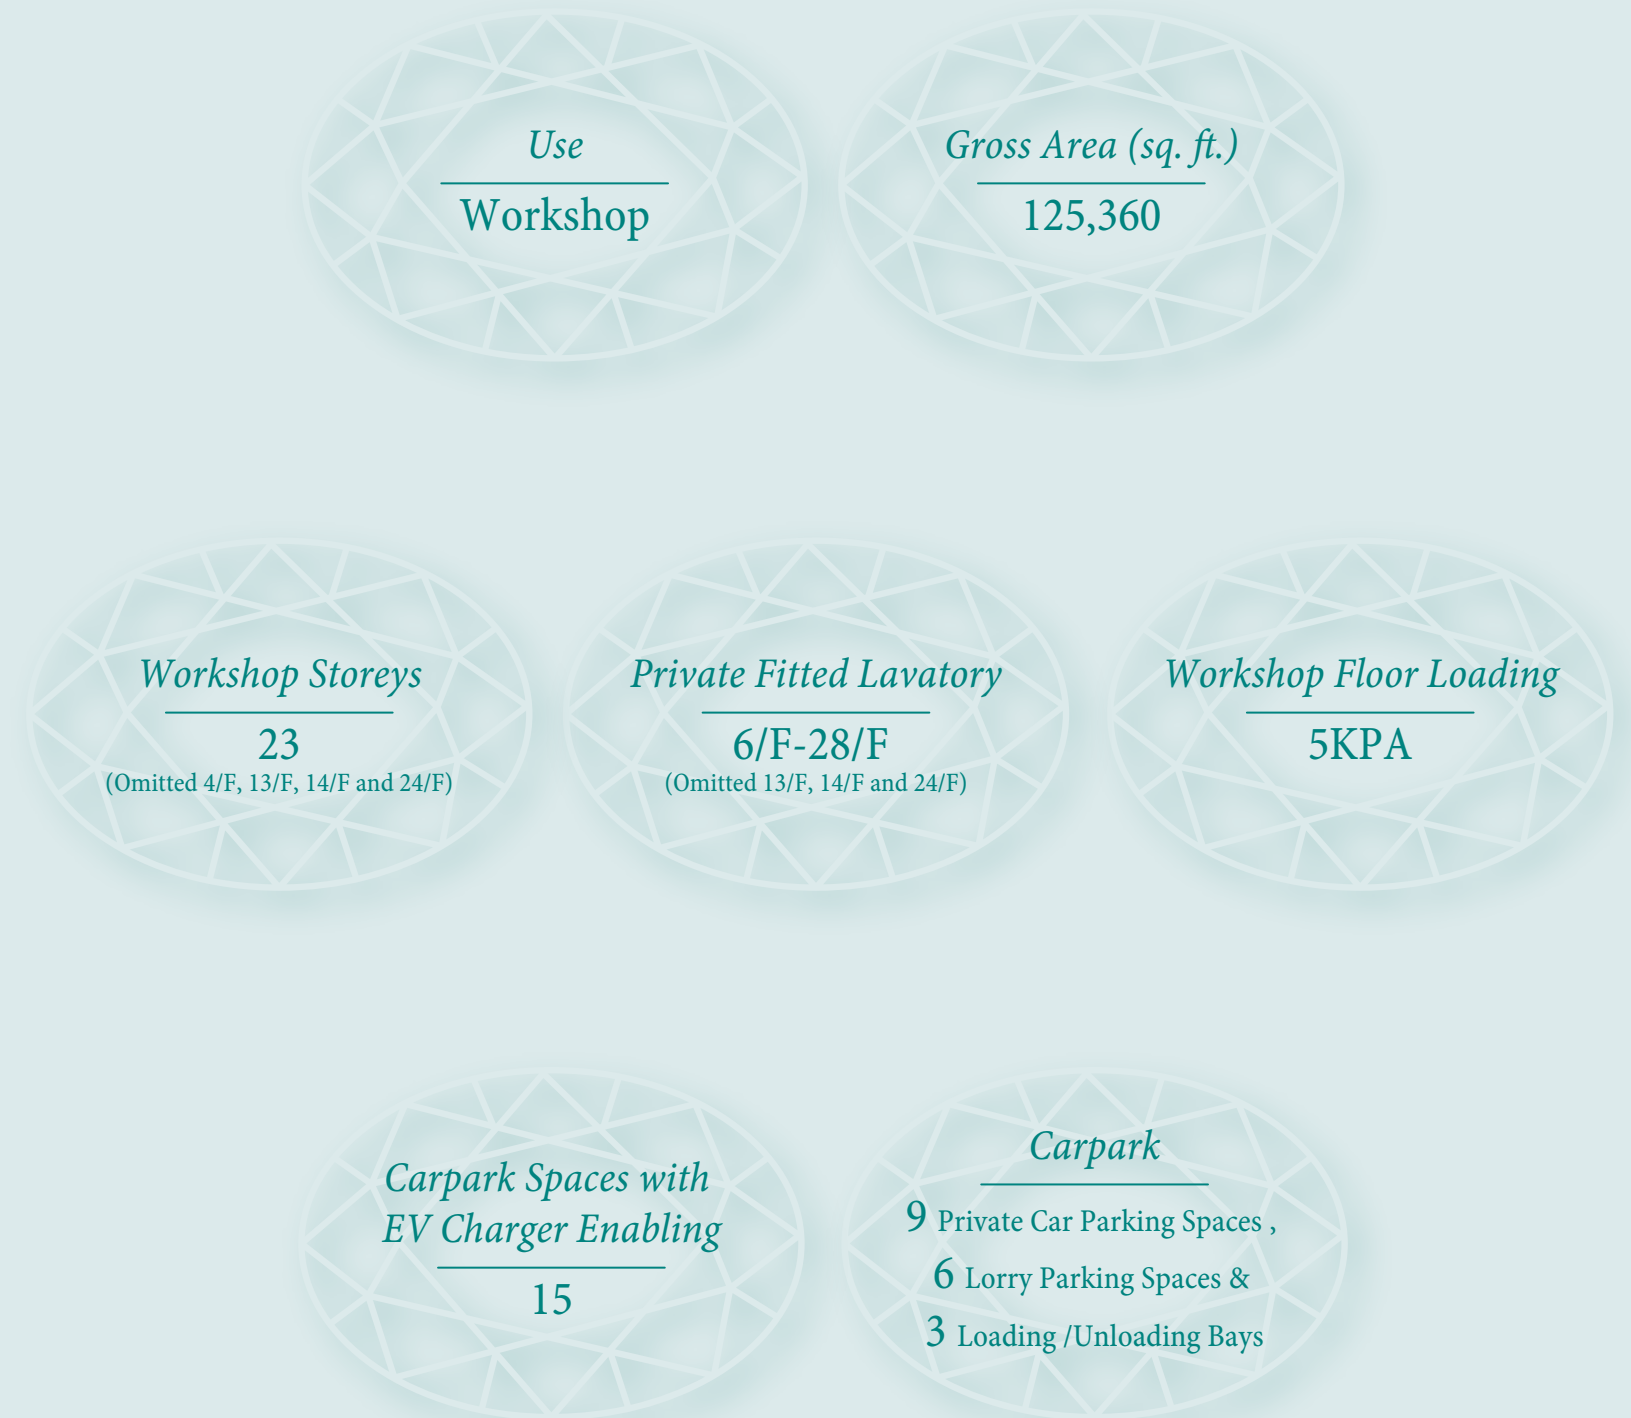 Use
Workshop
Gross Area (sq. ft.)
125,360
Workshop Storeys
23
(Omitted 4/F, 13/F, 14/F and 24/F)
Private Fitted Lavatory
6/F-28/F
(Omitted 13/F, 14/F and 24/F)
Workshop Floor Loading
5KPA
Carpark Spaces with
EV Charger Enabling
15
Carpark
9 Private Car Parking Spaces ,
6 Lorry Parking Spaces &
3 Loading /Unloading Bays